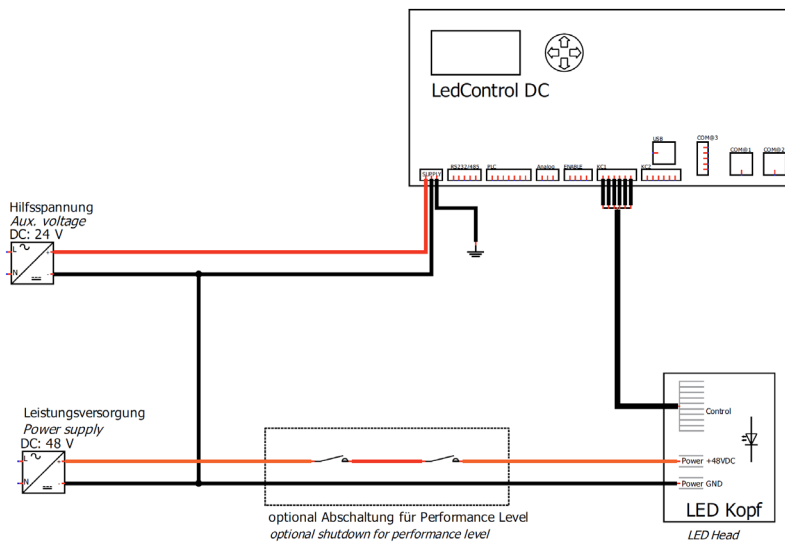 LedControl DC
USB
COM@3
COM@1
COM@2
SUPPLY
RS232/485
PLC
Analog
ENABLE
KC1
KC2
Hilfsspannung
Aux. voltage
DC: 24 V
L
N
Leistungsversorgung
Power supply
DC: 48 V
L
N
Control
Power +48VDC
Power GND
LED Kopf
LED Head
optional Abschaltung für Performance Level
optional shutdown for performance level